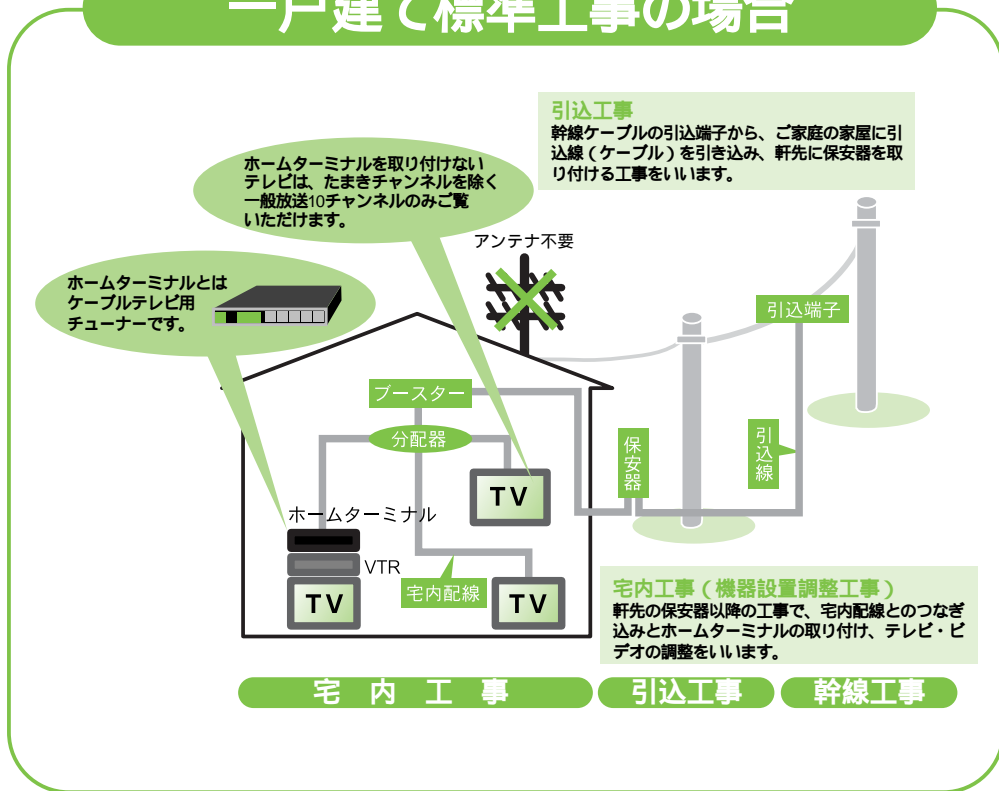 一戸建て標準工事の場合
引込工事
幹線ケーブルの引込端子から、ご家庭の家屋に引
込線（ケーブル）を引き込み、軒先に保安器を取
り付ける工事をいいます。
ホームターミナルを取り付けない
テレビは、たまきチャンネルを除く
一般放送10チャンネルのみご覧
いただけます。
アンテナ不要
ホームターミナルとは
ケーブルテレビ用
チューナーです。
引込端子
ブースター
分配器
保安器
引込線
TV
ホームターミナル
VTR
宅内配線
TV
TV
宅内工事（機器設置調整工事）
軒先の保安器以降の工事で、宅内配線とのつなぎ
込みとホームターミナルの取り付け、テレビ・ビ
デオの調整をいいます。
宅内工事
引込工事
幹線工事